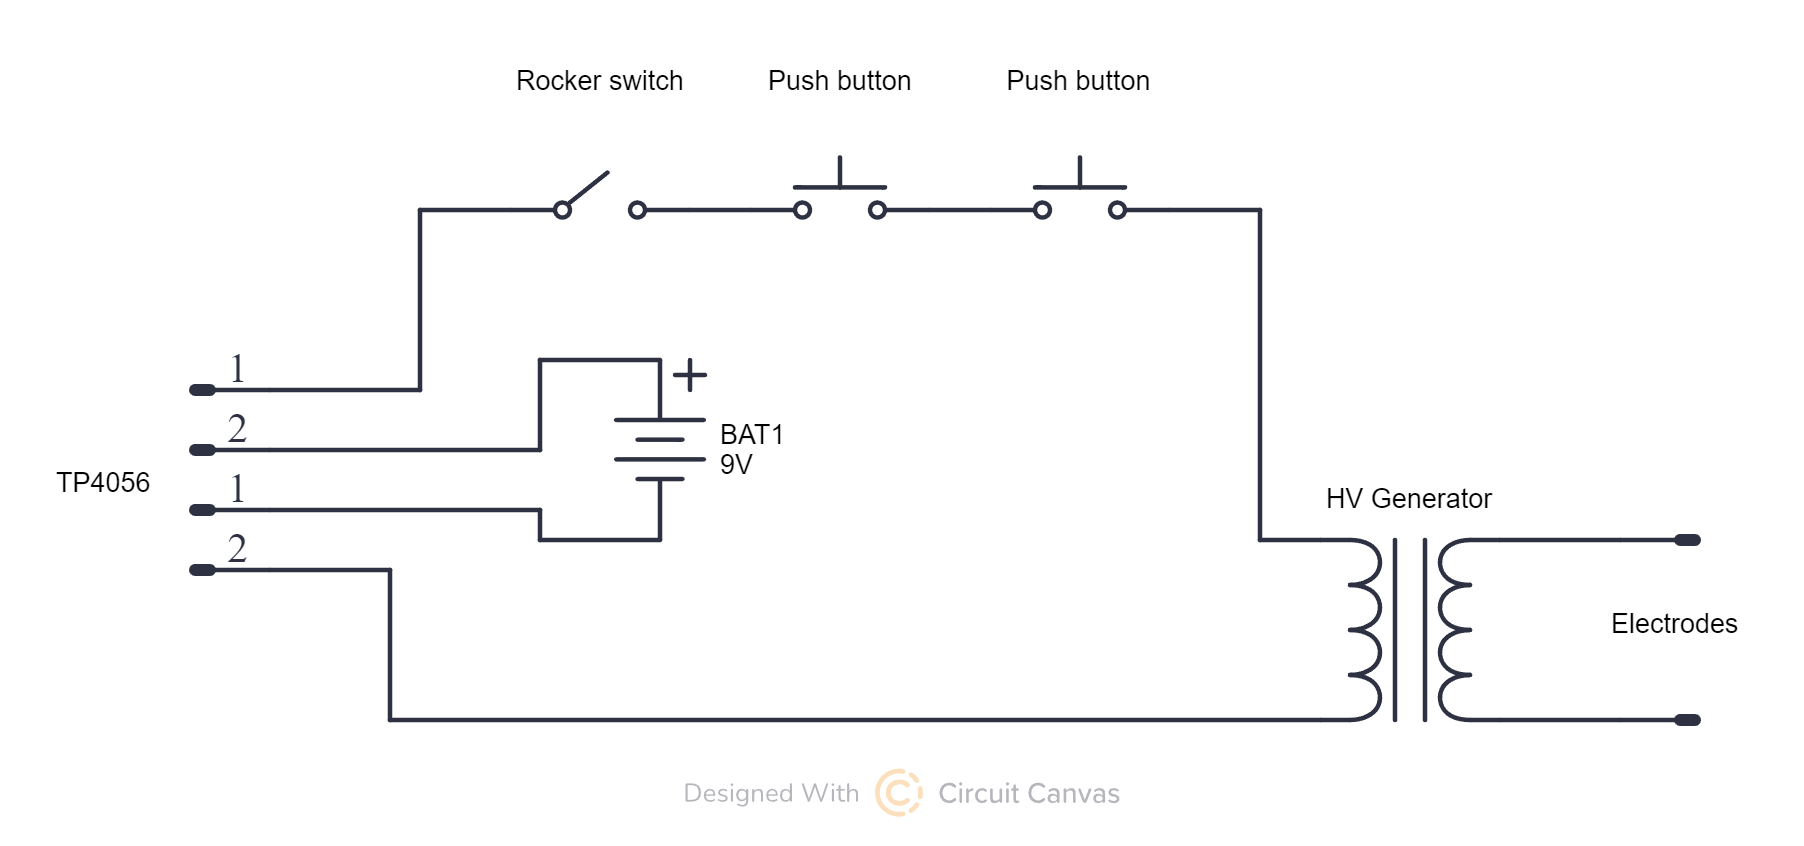 Rocker switch
Push button
Push button
1
2
1
2
TP4056
+
BAT1
9V
HV Generator
Electrodes
Designed With Circuit Canvas